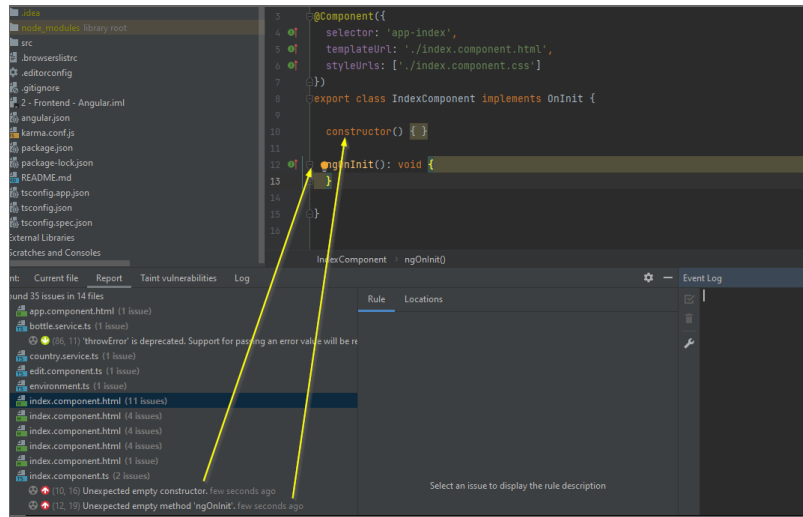 .idea
node_modules library root
src
.browserslistrc
.editorconfig
.gitignore
2 - Frontend - Angular.iml
angular.json
karma.conf.js
package.json
package-lock.json
README.md
tsconfig.app.json
tsconfig.json
tsconfig.spec.json
External Libraries
Scratches and Consoles
3 @Component({
4 selector: 'app-index',
5 templateUrl: './index.component.html',
6 styleUrls: ['./index.component.css']
7 })
8 export class IndexComponent implements OnInit {
9
10 constructor() { }
11
12 ngOnInit(): void {
13 }
14
15 }
16
IndexComponent › ngOnInit()
nt: Current file Report Taint vulnerabilities Log
Event Log
ound 35 issues in 14 files
app.component.html (1 issue)
bottle.service.ts (1 issue)
(86, 11) 'throwError' is deprecated. Support for passing an error value will be re
country.service.ts (1 issue)
edit.component.ts (1 issue)
environment.ts (1 issue)
index.component.html (11 issues)
index.component.html (4 issues)
index.component.html (4 issues)
index.component.html (4 issues)
index.component.html (1 issue)
index.component.ts (2 issues)
(10, 16) Unexpected empty constructor. few seconds ago
(12, 19) Unexpected empty method 'ngOnInit'. few seconds ago
Rule Locations
Select an issue to display the rule description